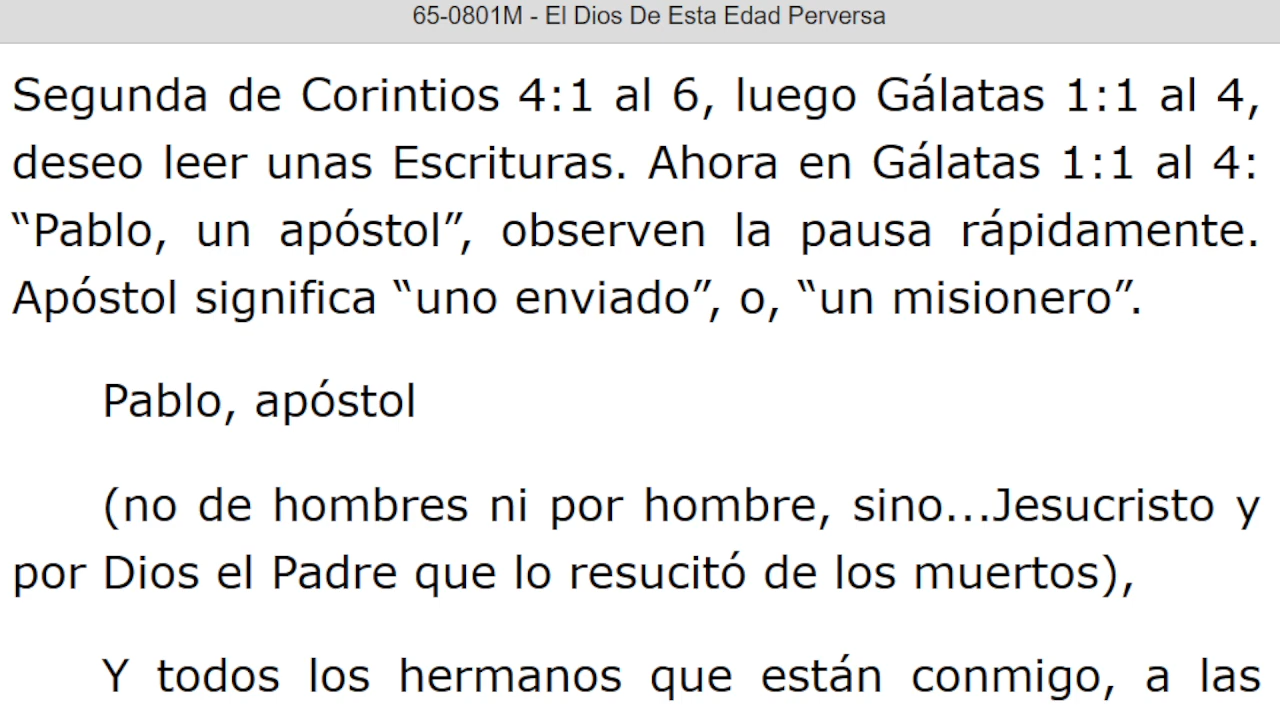 65-0801M - El Dios De Esta Edad Perversa
Segunda de Corintios 4:1 al 6, luego Gálatas 1:1 al 4,
deseo leer unas Escrituras. Ahora en Gálatas 1:1 al 4:
“Pablo, un apóstol”, observen la pausa rápidamente.
Apóstol significa “uno enviado”, o, “un misionero”.
Pablo, apóstol
(no de hombres ni por hombre, sino...Jesucristo y
por Dios el Padre que lo resucitó de los muertos),
Y todos los hermanos que están conmigo, a las